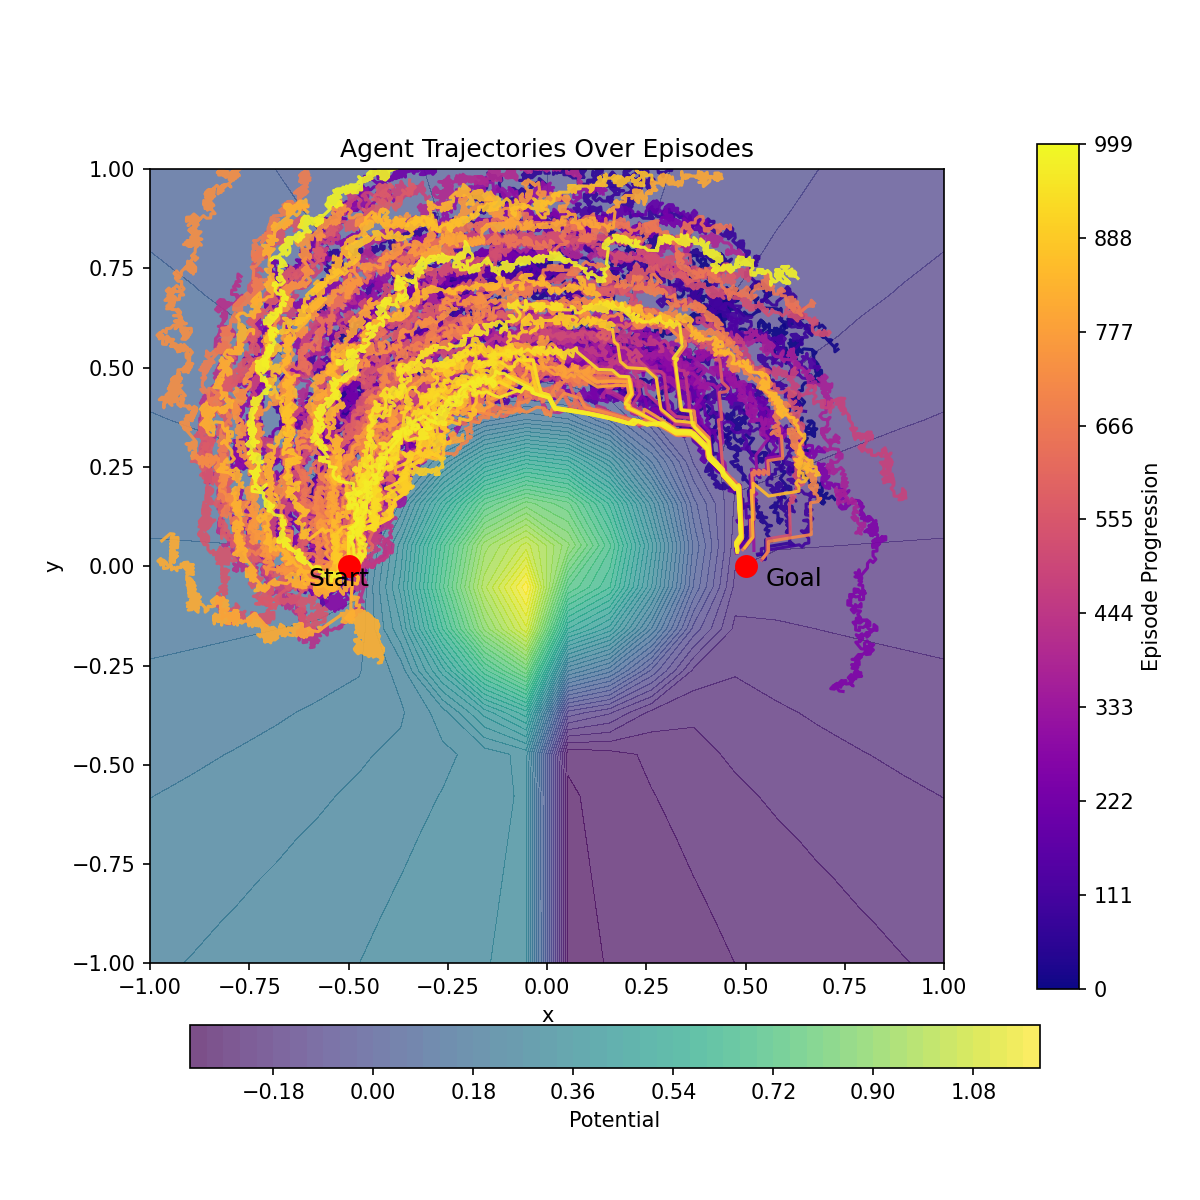 Agent Trajectories Over Episodes
1.00
0.75
0.50
0.25
0.00
−0.25
−0.50
−0.75
−1.00
y
Start
Goal
−1.00 −0.75 −0.50 −0.25 0.00 0.25 0.50 0.75 1.00
x
999
888
777
666
555
444
333
222
111
0
Episode Progression
−0.18 0.00 0.18 0.36 0.54 0.72 0.90 1.08
Potential